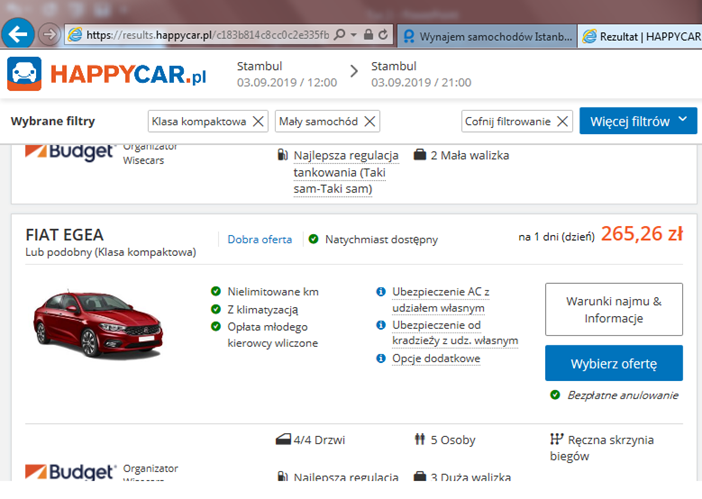 https://results.happycar.pl/c183b814c8cc0c2e335fb
Wynajem samochodów Istanb...
Rezultat | HAPPYCAR
HAPPYCAR.pl
Stambul
03.09.2019 / 12:00
Stambul
03.09.2019 / 21:00
Wybrane filtry
Klasa kompaktowa
Mały samochód
Cofnij filtrowanie
Więcej filtrów
Budget
Organizator
Wisecars
Najlepsza regulacja
tankowania (Taki
sam-Taki sam)
2 Mała walizka
FIAT EGEA
Lub podobny (Klasa kompaktowa)
Dobra oferta
Natychmiast dostępny
na 1 dni (dzień) 265,26 zł
Nielimitowane km
Z klimatyzacją
Opłata młodego
kierowcy wliczone
Ubezpieczenie AC z
udziałem własnym
Ubezpieczenie od
kradzieży z udz. własnym
Opcje dodatkowe
Warunki najmu &
Informacje
Wybierz ofertę
Bezpłatne anulowanie
4/4 Drzwi
5 Osoby
Ręczna skrzynia
biegów
Budget
Organizator
Wisecars
Najlepsza regulacja
3 Duża walizka